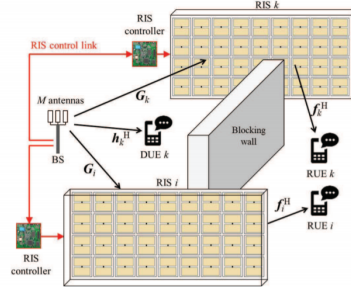 RIS k
RIS
controller
RIS control link
G_k
M antennas
f_k^H
h_k^H
Blocking
wall
BS
DUE k
G_i
RUE k
RIS i
f_i^H
RUE i
RIS
controller